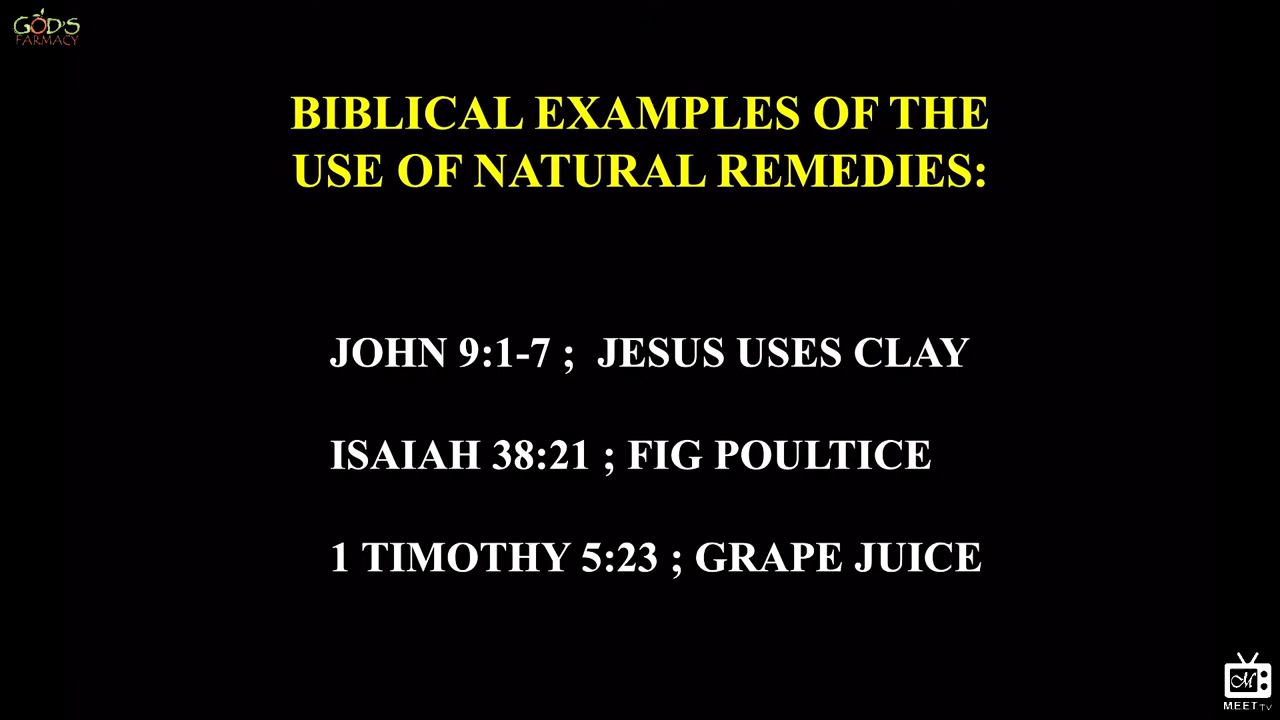 GOD'S
FARMACY
BIBLICAL EXAMPLES OF THE
USE OF NATURAL REMEDIES:
JOHN 9:1-7 ; JESUS USES CLAY
ISAIAH 38:21 ; FIG POULTICE
1 TIMOTHY 5:23 ; GRAPE JUICE
M
MEET TV